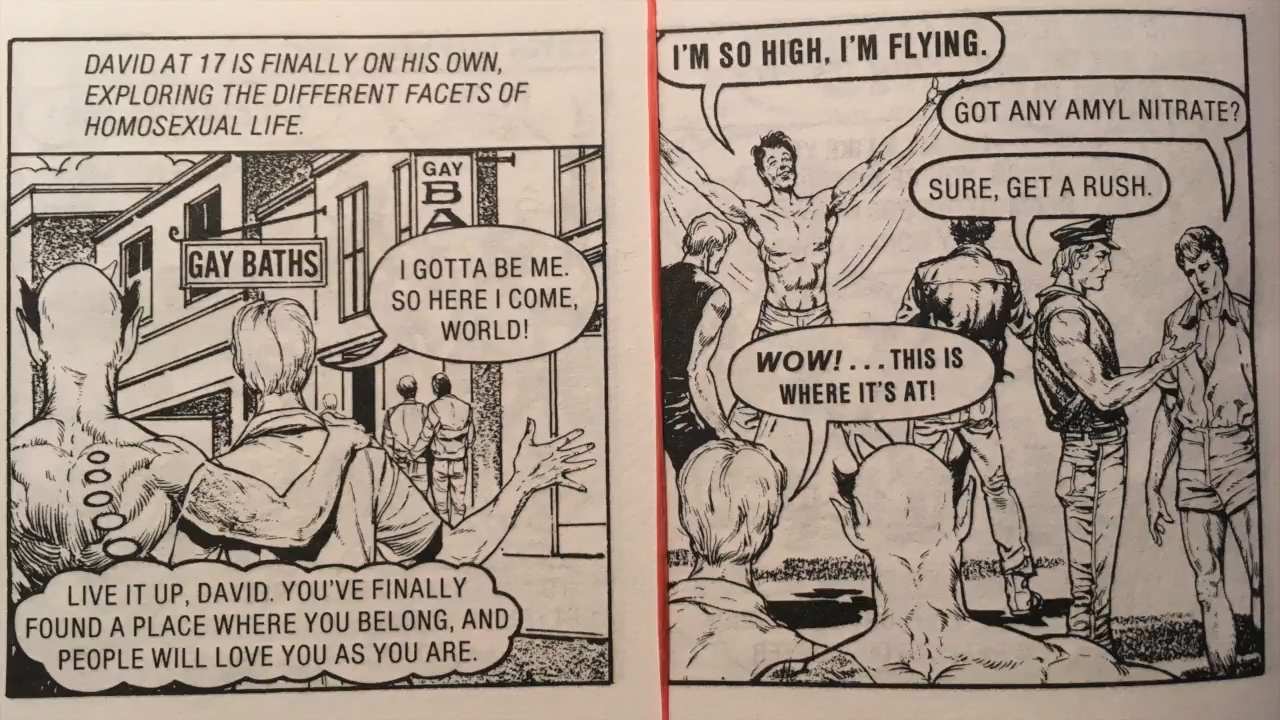 DAVID AT 17 IS FINALLY ON HIS OWN,
EXPLORING THE DIFFERENT FACETS OF
HOMOSEXUAL LIFE.
GAY
BA
GAY BATHS
I GOTTA BE ME.
SO HERE I COME,
WORLD!
LIVE IT UP, DAVID. YOU'VE FINALLY
FOUND A PLACE WHERE YOU BELONG, AND
PEOPLE WILL LOVE YOU AS YOU ARE.
I'M SO HIGH, I'M FLYING.
GOT ANY AMYL NITRATE?
SURE, GET A RUSH.
WOW! . . . THIS IS
WHERE IT'S AT!